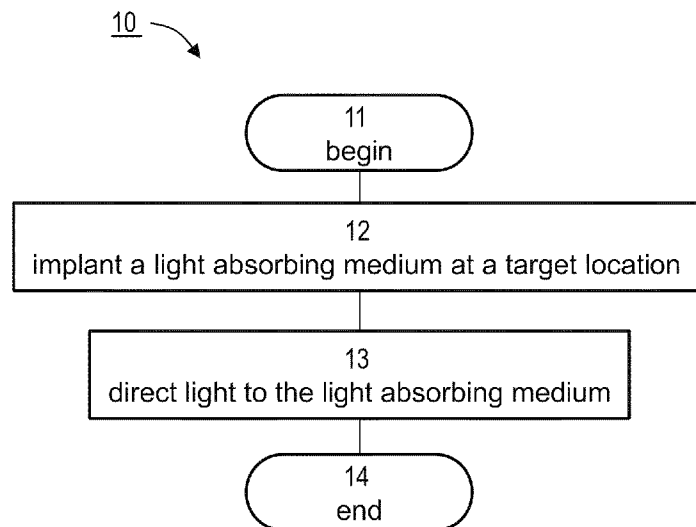 10
11
begin
12
implant a light absorbing medium at a target location
13
direct light to the light absorbing medium
14
end